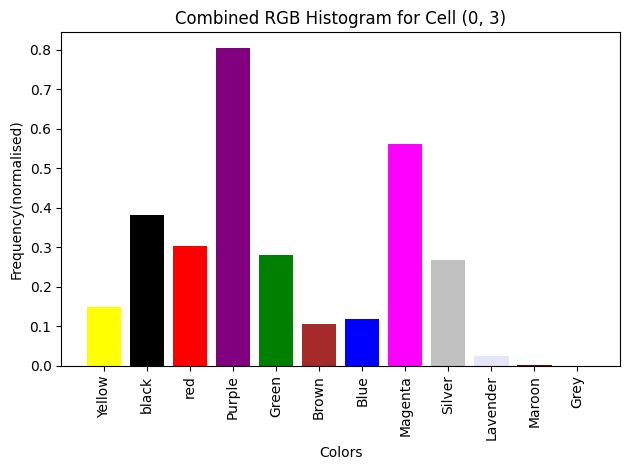 Combined RGB Histogram for Cell (0, 3)
Frequency(normalised)
0.8
0.7
0.6
0.5
0.4
0.3
0.2
0.1
0.0
Yellow
black
red
Purple
Green
Brown
Blue
Magenta
Silver
Lavender
Maroon
Grey
Colors